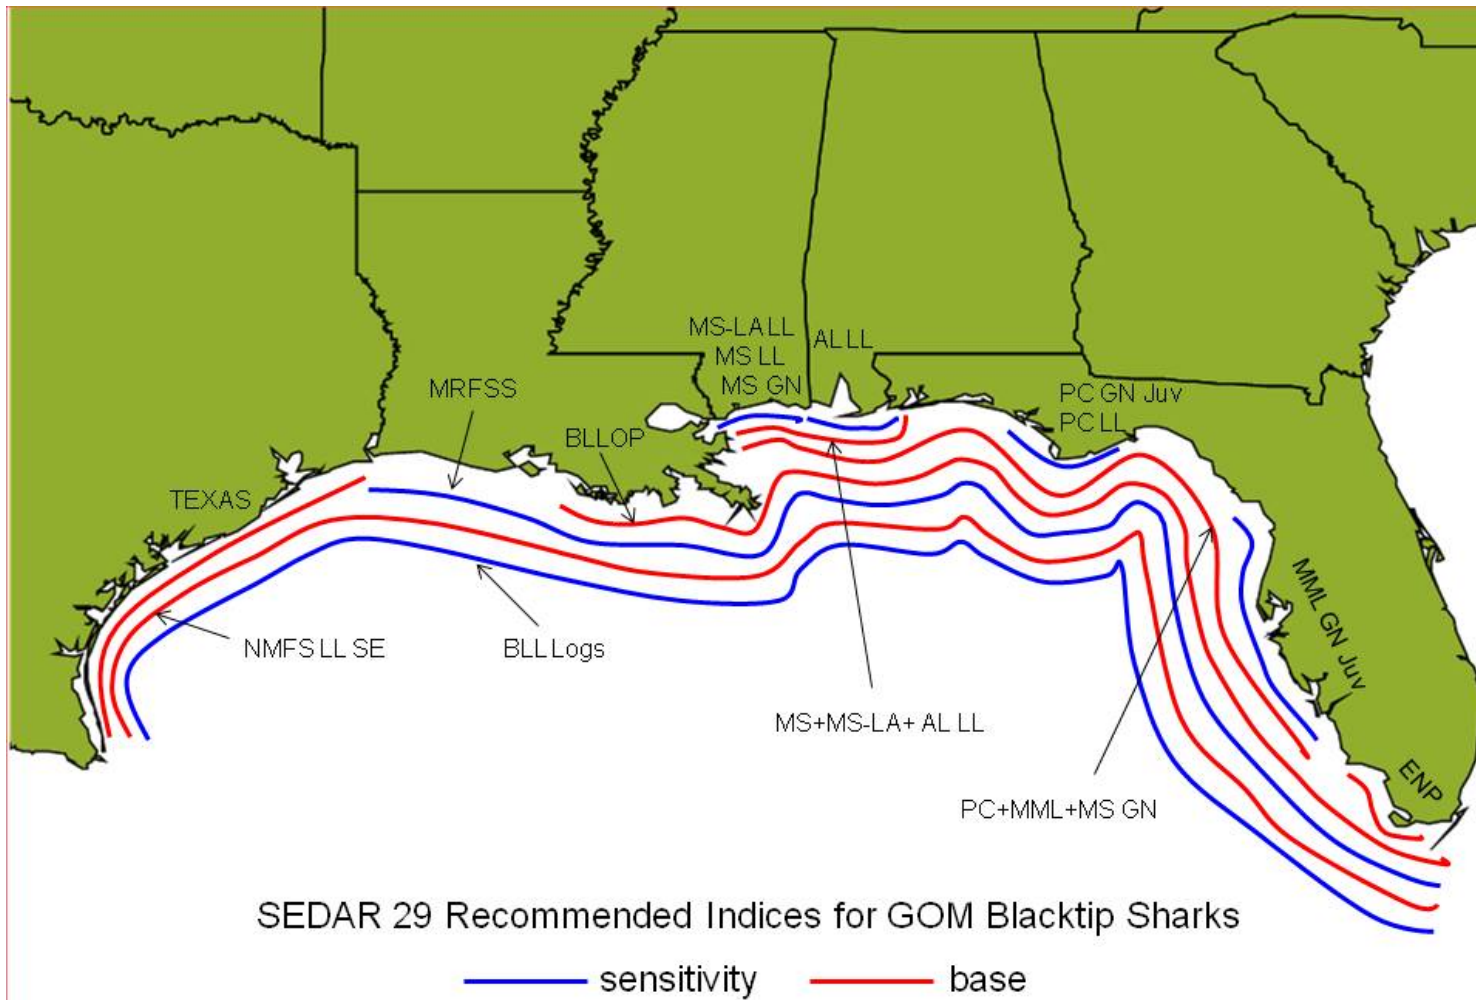 MS-LA LL
MS LL
MS GN
AL LL
MRFSS
PC GN Juv
PC LL
BLLOP
TEXAS
MML GN Juv
NMFS LL SE
BLL Logs
MS+MS-LA+ AL LL
ENP
PC+MML+MS GN
SEDAR 29 Recommended Indices for GOM Blacktip Sharks
sensitivity base